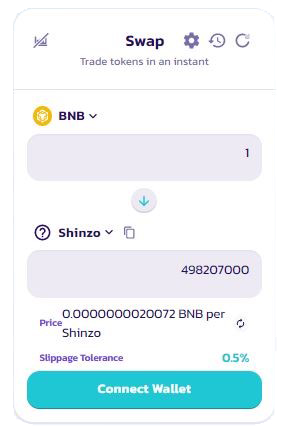 Swap
Trade tokens in an instant
BNB
1
Shinzo
498207000
Price
0.0000000020072 BNB per
Shinzo
Slippage Tolerance
0.5%
Connect Wallet